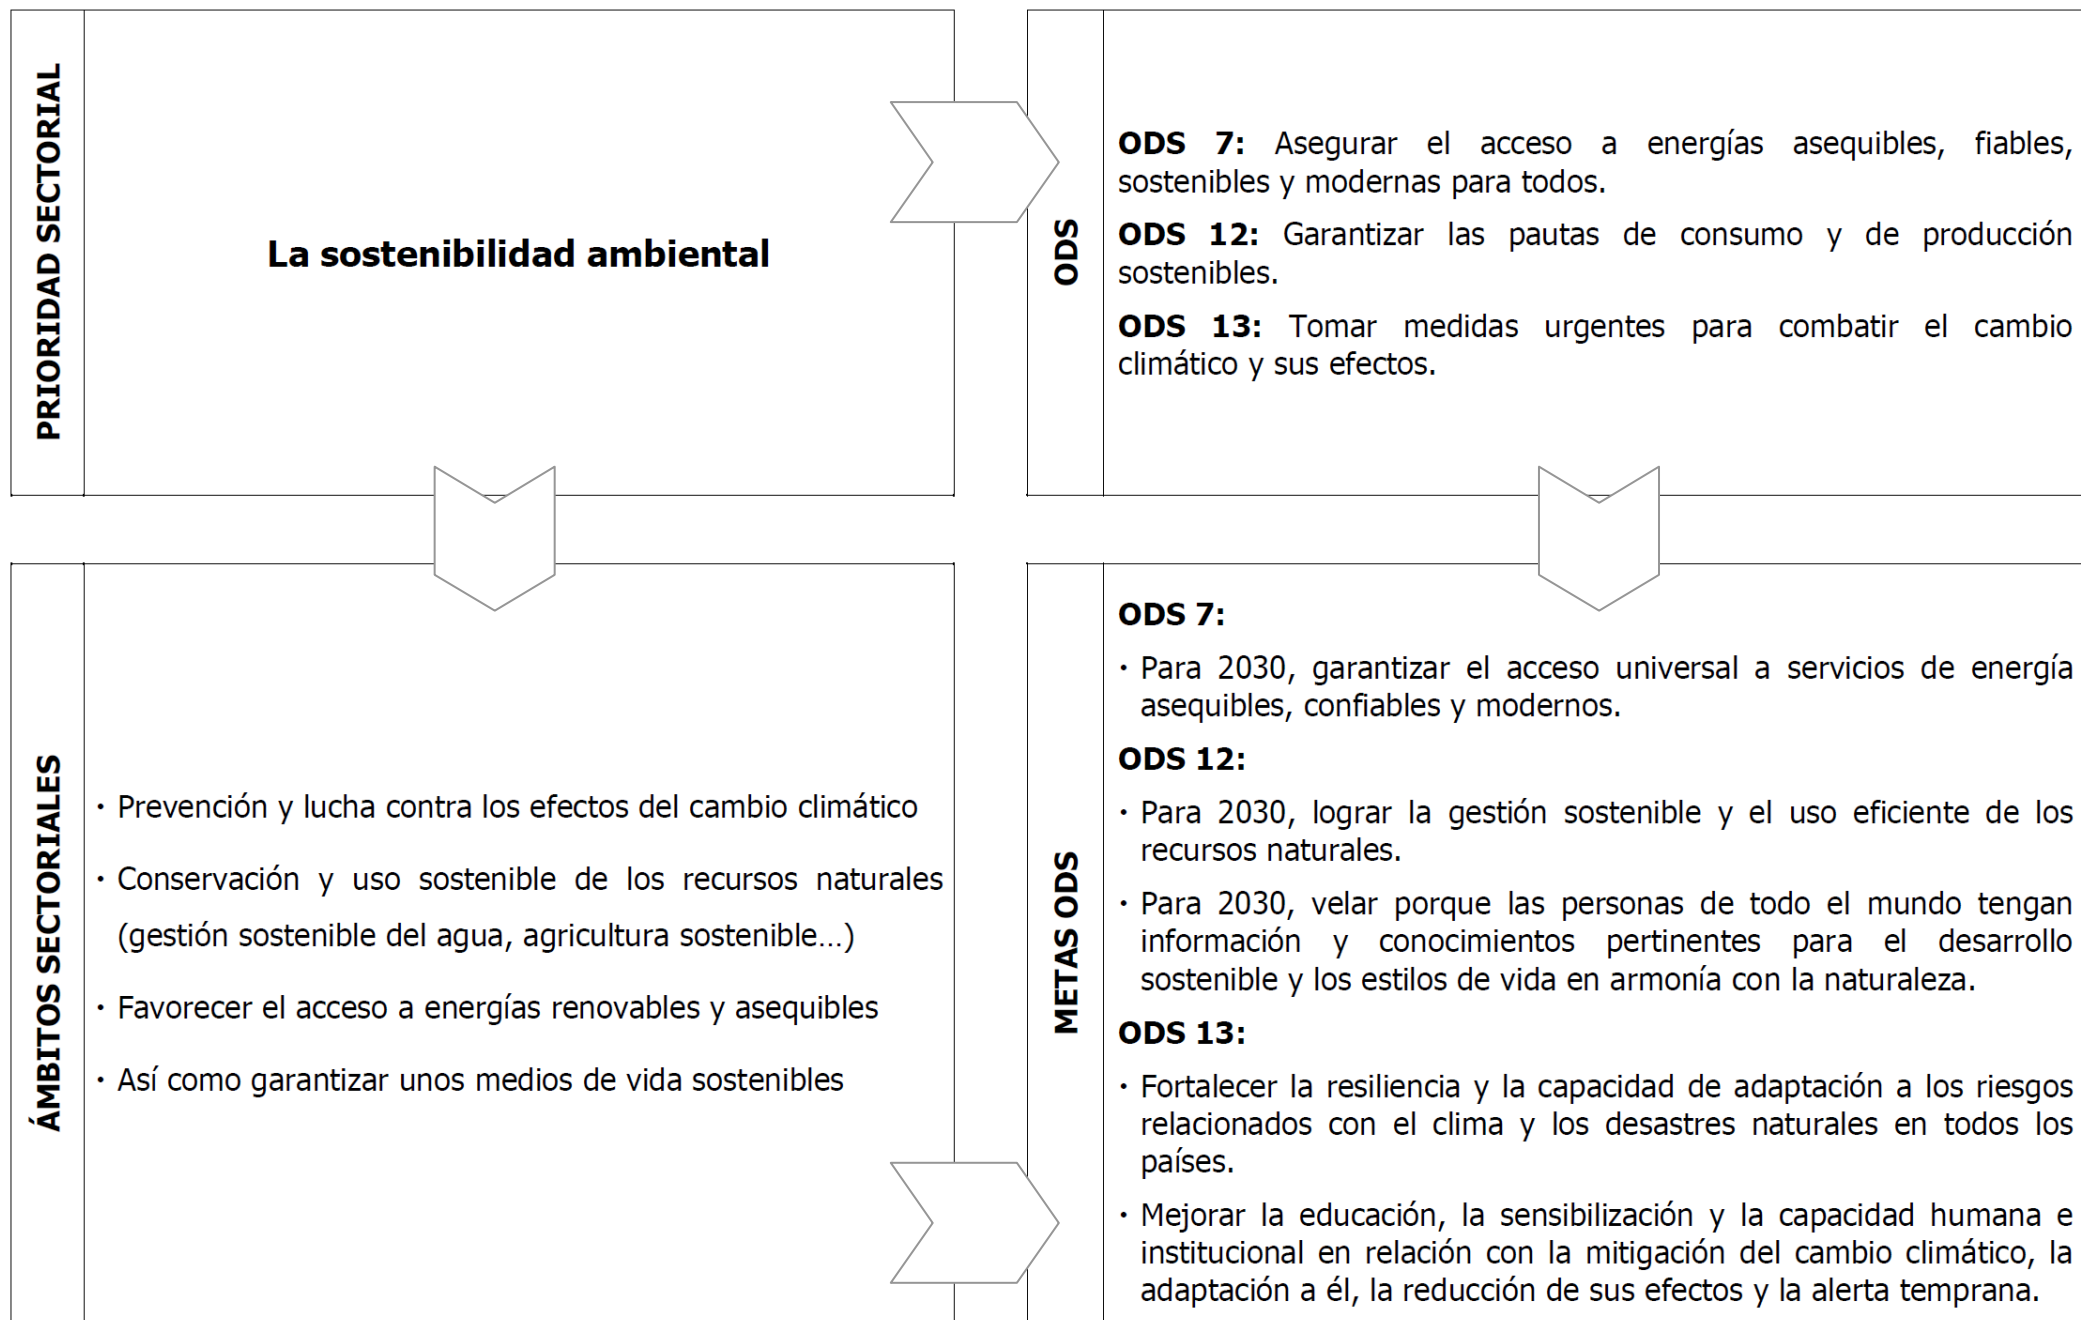 PRIORIDAD SECTORIAL
La sostenibilidad ambiental
ODS
ODS 7: Asegurar el acceso a energías asequibles, fiables,
sostenibles y modernas para todos.
ODS 12: Garantizar las pautas de consumo y de producción
sostenibles.
ODS 13: Tomar medidas urgentes para combatir el cambio
climático y sus efectos.
ÁMBITOS SECTORIALES
· Prevención y lucha contra los efectos del cambio climático
· Conservación y uso sostenible de los recursos naturales
(gestión sostenible del agua, agricultura sostenible...)
· Favorecer el acceso a energías renovables y asequibles
· Así como garantizar unos medios de vida sostenibles
METAS ODS
ODS 7:
· Para 2030, garantizar el acceso universal a servicios de energía
asequibles, confiables y modernos.
ODS 12:
· Para 2030, lograr la gestión sostenible y el uso eficiente de los
recursos naturales.
· Para 2030, velar porque las personas de todo el mundo tengan
información y conocimientos pertinentes para el desarrollo
sostenible y los estilos de vida en armonía con la naturaleza.
ODS 13:
· Fortalecer la resiliencia y la capacidad de adaptación a los riesgos
relacionados con el clima y los desastres naturales en todos los
países.
· Mejorar la educación, la sensibilización y la capacidad humana e
institucional en relación con la mitigación del cambio climático, la
adaptación a él, la reducción de sus efectos y la alerta temprana.